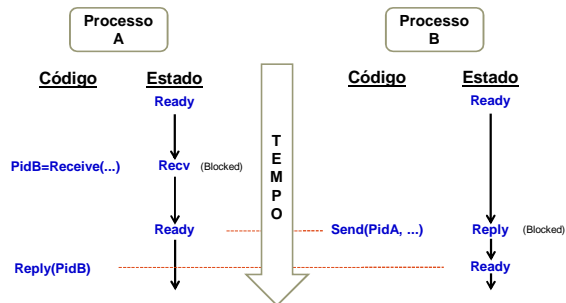 Processo
A
Processo
B
Código Estado
Código Estado
Ready
Ready
T
E
M
P
O
PidB=Receive(...) Recv (Blocked)
Ready
Send(PidA, ...) Reply (Blocked)
Reply(PidB)
Ready